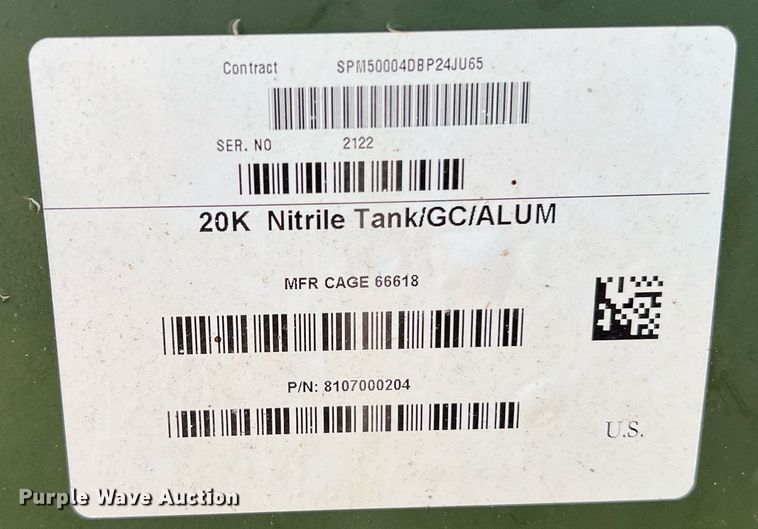 Contract SPM50004DBP24JU65
SER. NO 2122
20K Nitrile Tank/GC/ALUM
MFR CAGE 66618
P/N: 8107000204
U.S.
Purple Wave Auction